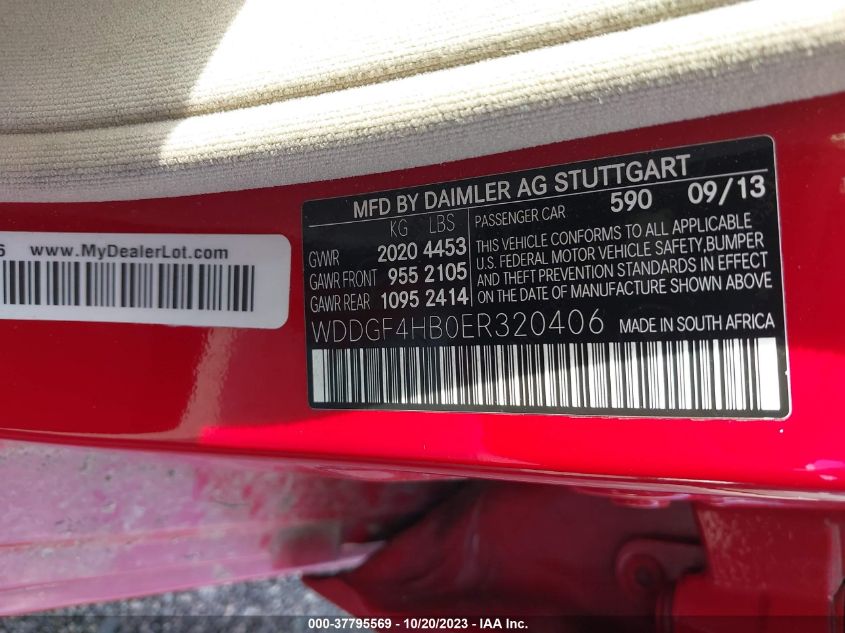 MFD BY DAIMLER AG STUTTGART
KG LBS PASSENGER CAR 590 09/13
GVWR 2020 4453
GAWR FRONT 955 2105
GAWR REAR 1095 2414
THIS VEHICLE CONFORMS TO ALL APPLICABLE
U.S. FEDERAL MOTOR VEHICLE SAFETY,BUMPER
AND THEFT PREVENTION STANDARDS IN EFFECT
ON THE DATE OF MANUFACTURE SHOWN ABOVE
WDDGF4HB0ER320406 MADE IN SOUTH AFRICA
6 www.MyDealerLot.com
000-37795569 | 10/20/2023 - IAA Inc.